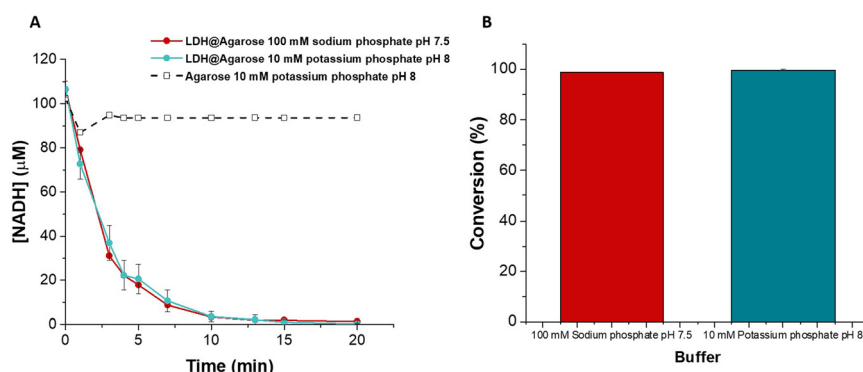 A
B
LDH@Agarose 100 mM sodium phosphate pH 7.5
LDH@Agarose 10 mM potassium phosphate pH 8
Agarose 10 mM potassium phosphate pH 8
120
100
80
60
40
20
0
[NADH] (μM)
0
5
10
15
20
Time (min)
100
80
60
40
20
0
Conversion (%)
100 mM Sodium phosphate pH 7.5
10 mM Potassium phosphate pH 8
Buffer